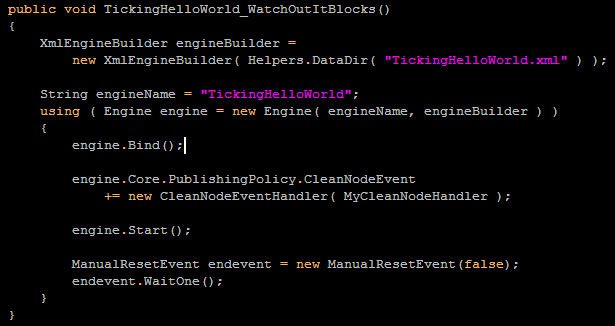 public void TickingHelloWorld_WatchOutItBlocks()
{
    XmlEngineBuilder engineBuilder =
        new XmlEngineBuilder( Helpers.DataDir( "TickingHelloWorld.xml" ) );

    String engineName = "TickingHelloWorld";
    using ( Engine engine = new Engine( engineName, engineBuilder ) )
    {
        engine.Bind();

        engine.Core.PublishingPolicy.CleanNodeEvent
            += new CleanNodeEventHandler( MyCleanNodeHandler );

        engine.Start();

        ManualResetEvent endevent = new ManualResetEvent(false);
        endevent.WaitOne();
    }
}